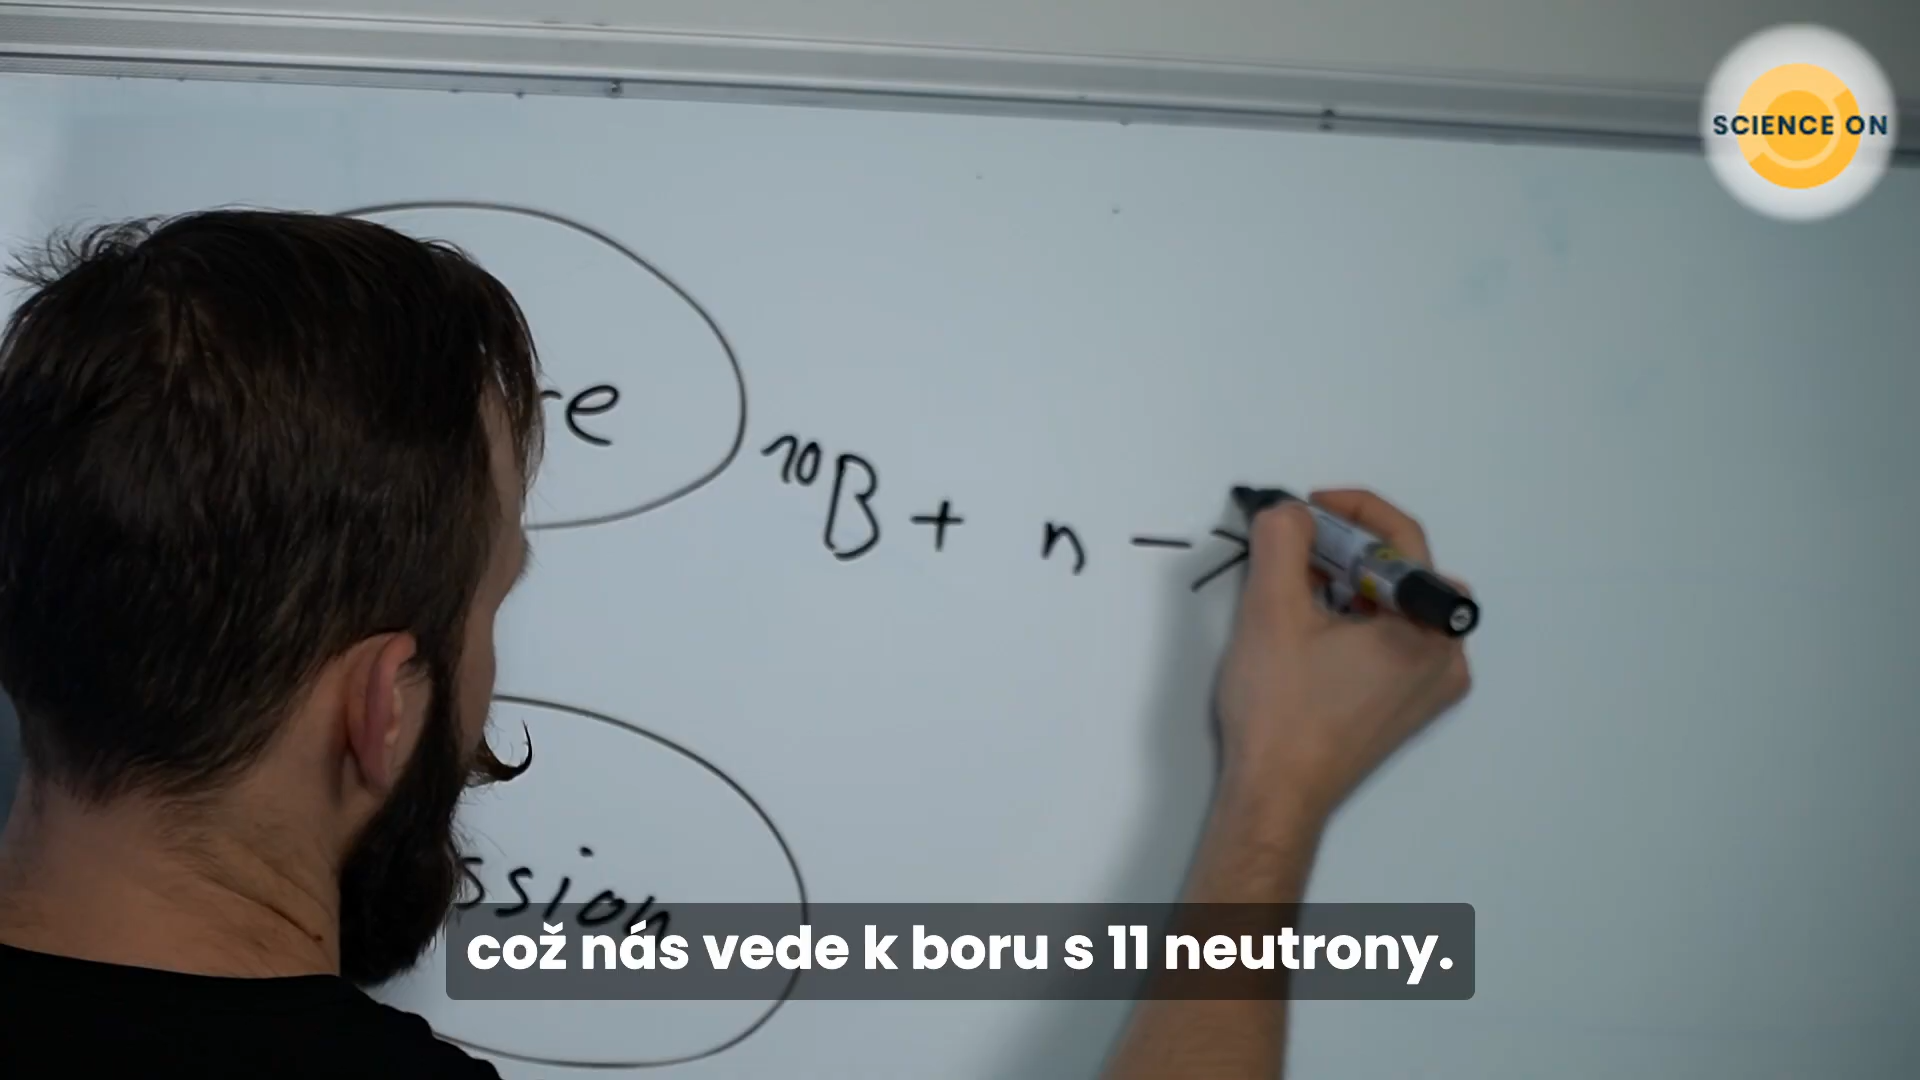 SCIENCE ON
re
¹⁰B + n →
ssion
což nás vede k boru s 11 neutrony.